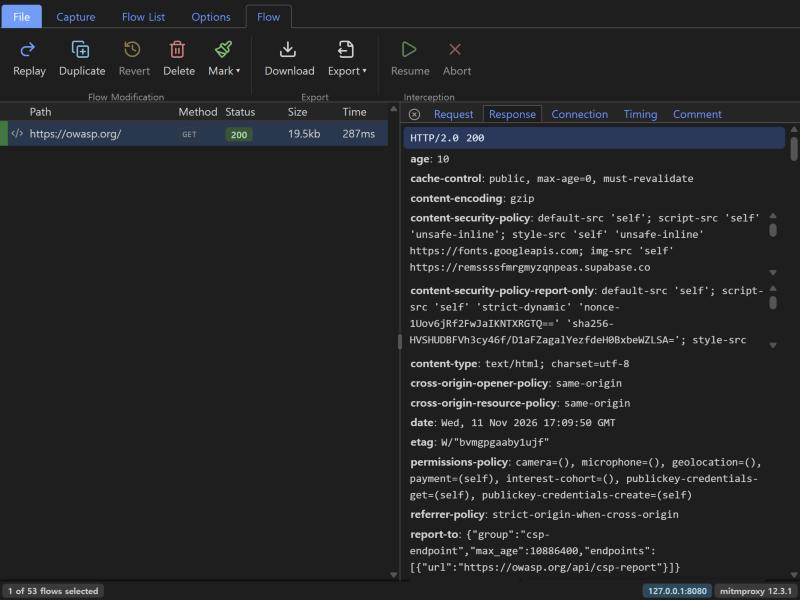 File Capture Flow List Options Flow
Replay Duplicate Revert Delete Mark▾ Download Export▾ Resume Abort
Flow Modification Export Interception
Path Method Status Size Time
</> https://owasp.org/ GET 200 19.5kb 287ms
Request Response Connection Timing Comment
HTTP/2.0 200
age: 10
cache-control: public, max-age=0, must-revalidate
content-encoding: gzip
content-security-policy: default-src 'self'; script-src 'self'
'unsafe-inline'; style-src 'self' 'unsafe-inline'
https://fonts.googleapis.com; img-src 'self'
https://remssssfmrgmyzqnpeas.supabase.co
content-security-policy-report-only: default-src 'self'; script-
src 'self' 'strict-dynamic' 'nonce-
1Uov6jRf2FwJaIKNTXRGTQ==' 'sha256-
HVSHUDBFVh3cy46f/D1aFZagalYezfdeH0BxbeWZLSA='; style-src
content-type: text/html; charset=utf-8
cross-origin-opener-policy: same-origin
cross-origin-resource-policy: same-origin
date: Wed, 11 Nov 2026 17:09:50 GMT
etag: W/"bvmgpgaaby1ujf"
permissions-policy: camera=(), microphone=(), geolocation=(),
payment=(self), interest-cohort=(), publickey-credentials-
get=(self), publickey-credentials-create=(self)
referrer-policy: strict-origin-when-cross-origin
report-to: {"group":"csp-
endpoint","max_age":10886400,"endpoints":
[{"url":"https://owasp.org/api/csp-report"}]}
1 of 53 flows selected 127.0.0.1:8080 mitmproxy 12.3.1